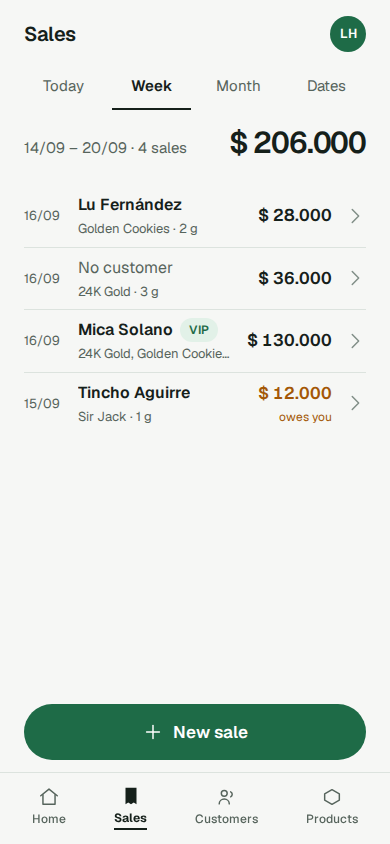 Sales
LH
Today Week Month Dates
14/09 – 20/09 · 4 sales $ 206.000
16/09 Lu Fernández $ 28.000
Golden Cookies · 2 g
16/09 No customer $ 36.000
24K Gold · 3 g
16/09 Mica Solano VIP $ 130.000
24K Gold, Golden Cookie…
15/09 Tincho Aguirre $ 12.000
Sir Jack · 1 g owes you
New sale
Home Sales Customers Products